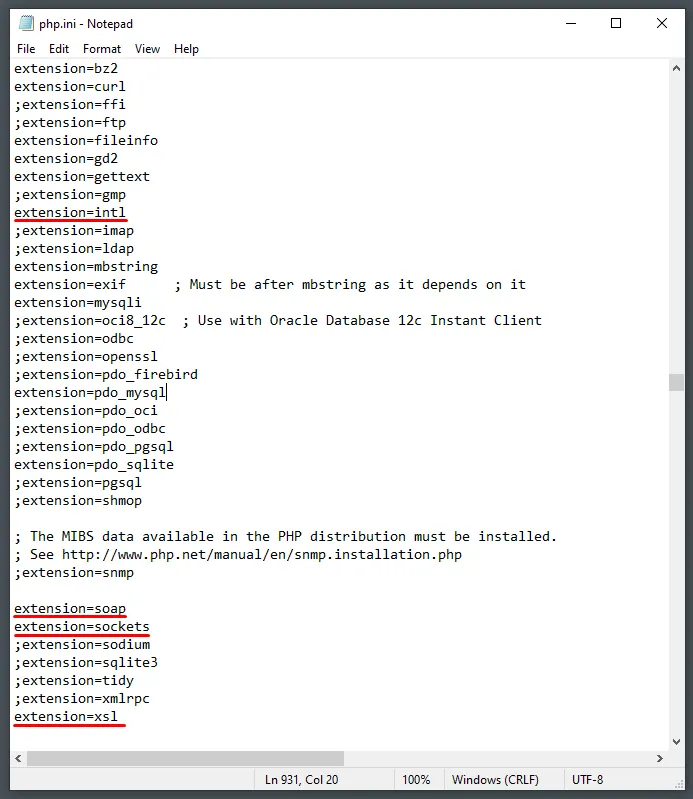 php.ini - Notepad
File Edit Format View Help
extension=bz2
extension=curl
;extension=ffi
;extension=ftp
extension=fileinfo
extension=gd2
extension=gettext
;extension=gmp
extension=intl
;extension=imap
;extension=ldap
extension=mbstring
extension=exif      ; Must be after mbstring as it depends on it
extension=mysqli
;extension=oci8_12c  ; Use with Oracle Database 12c Instant Client
;extension=odbc
;extension=openssl
;extension=pdo_firebird
extension=pdo_mysql
;extension=pdo_oci
;extension=pdo_odbc
;extension=pdo_pgsql
extension=pdo_sqlite
;extension=pgsql
;extension=shmop
; The MIBS data available in the PHP distribution must be installed.
; See http://www.php.net/manual/en/snmp.installation.php
;extension=snmp
extension=soap
extension=sockets
;extension=sodium
;extension=sqlite3
;extension=tidy
;extension=xmlrpc
extension=xsl
Ln 931, Col 20 100% Windows (CRLF) UTF-8